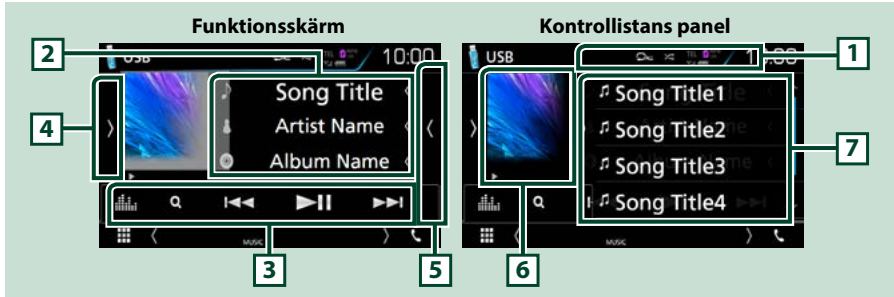 Funktionsskärm
Kontrollistans panel
2
USB
10:00
USB
1
4
Song Title
Artist Name
Album Name
Song Title1
Song Title2
Song Title3
Song Title4
7
MUSIC
MUSIC
3
5
6